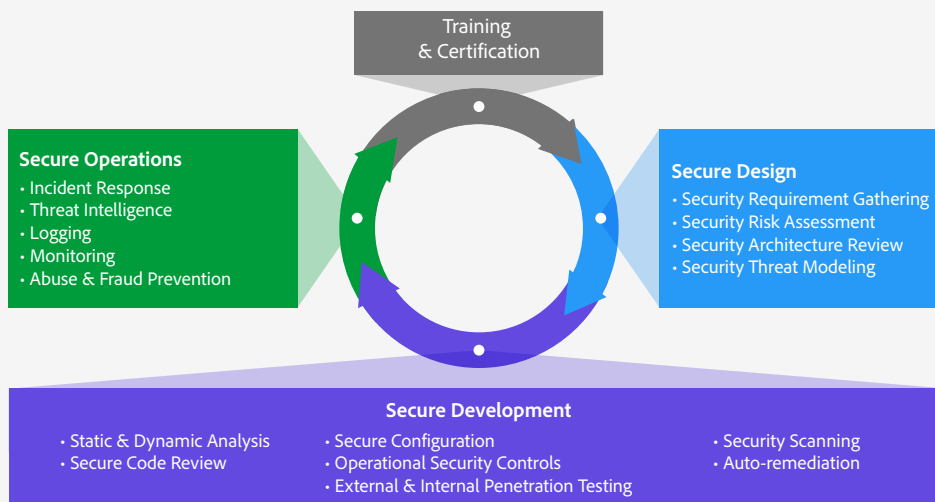 Training
& Certification
Secure Operations
• Incident Response
• Threat Intelligence
• Logging
• Monitoring
• Abuse & Fraud Prevention
Secure Design
• Security Requirement Gathering
• Security Risk Assessment
• Security Architecture Review
• Security Threat Modeling
Secure Development
• Static & Dynamic Analysis
• Secure Code Review
• Secure Configuration
• Operational Security Controls
• External & Internal Penetration Testing
• Security Scanning
• Auto-remediation